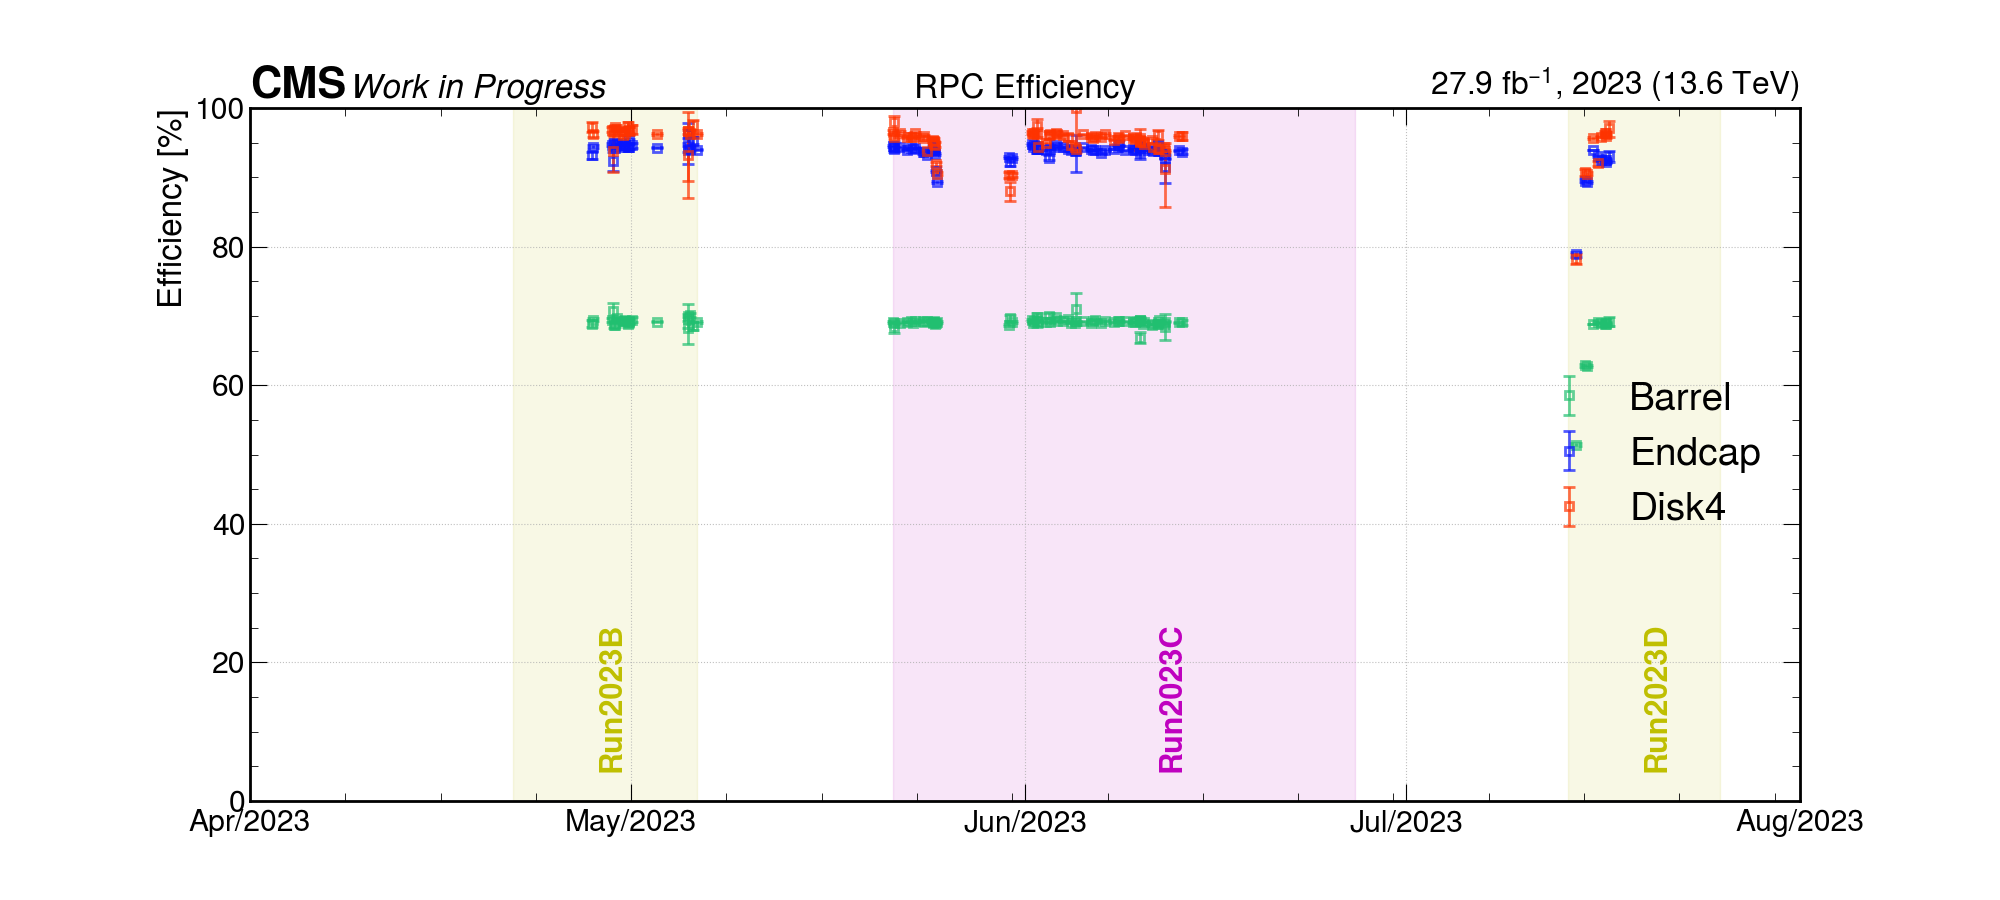 CMS Work in Progress
RPC Efficiency
27.9 fb⁻¹, 2023 (13.6 TeV)
Efficiency [%]
100
80
60
40
20
0
Run2023B
Run2023C
Run2023D
Barrel
Endcap
Disk4
Apr/2023
May/2023
Jun/2023
Jul/2023
Aug/2023